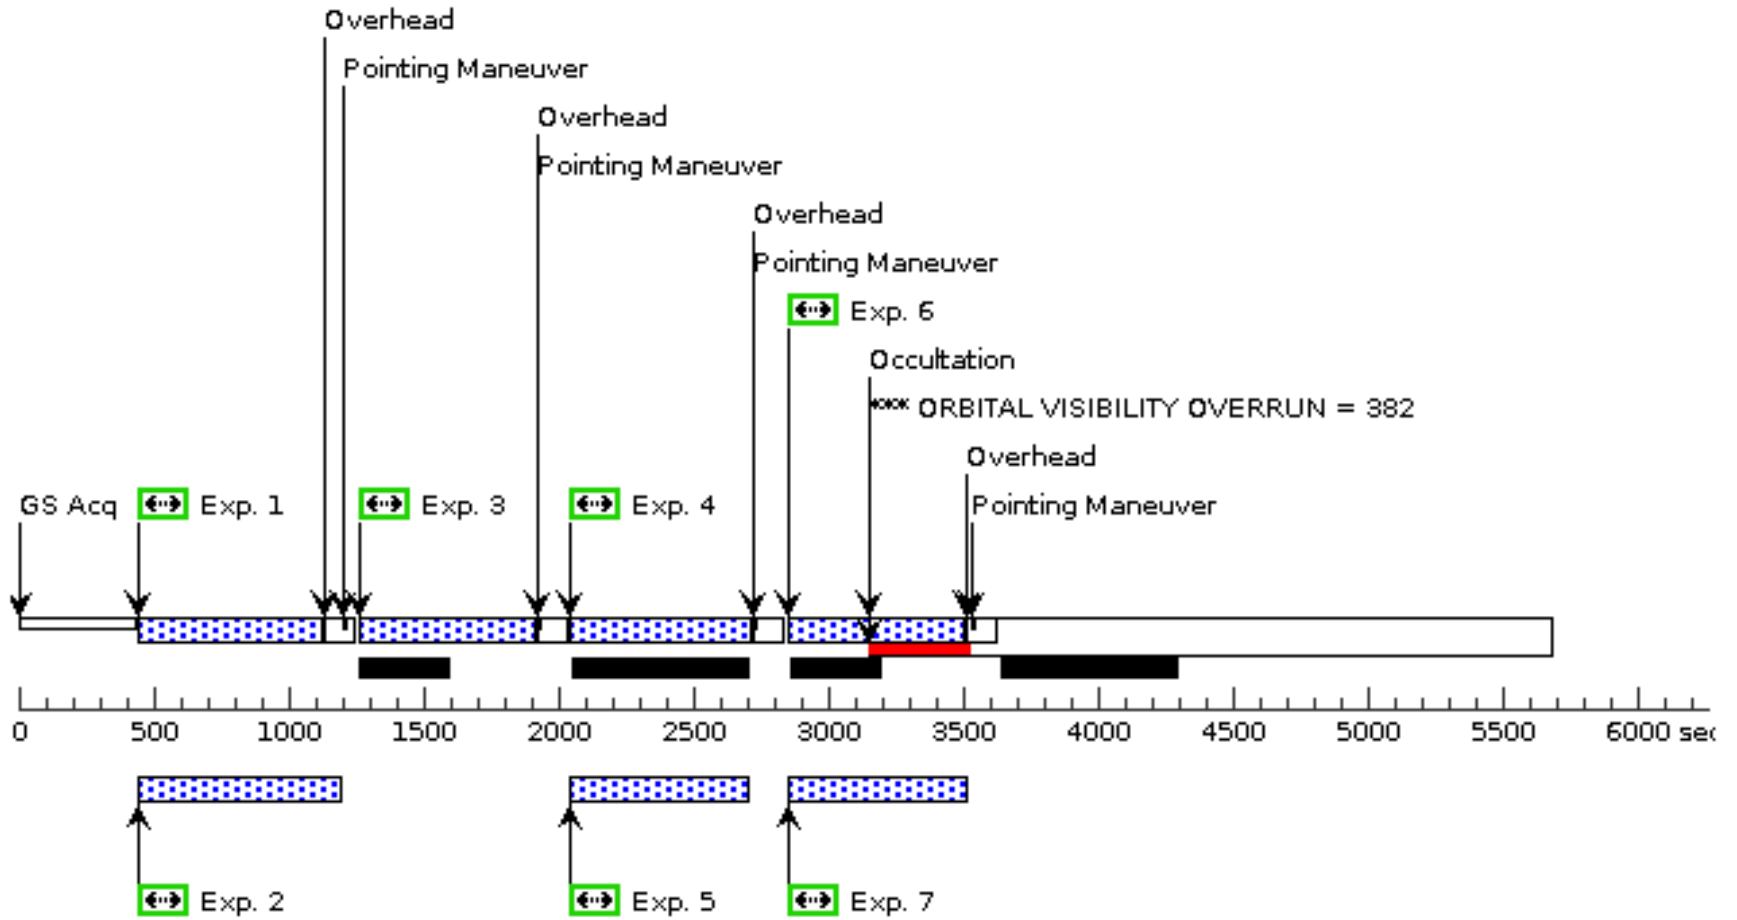 Overhead
Pointing Maneuver
Overhead
Pointing Maneuver
Overhead
Pointing Maneuver
Exp. 6
Occultation
*** ORBITAL VISIBILITY OVERRUN = 382
Overhead
GS Acq Exp. 1 Exp. 3 Exp. 4 Pointing Maneuver
0 500 1000 1500 2000 2500 3000 3500 4000 4500 5000 5500 6000 sec
Exp. 2 Exp. 5 Exp. 7